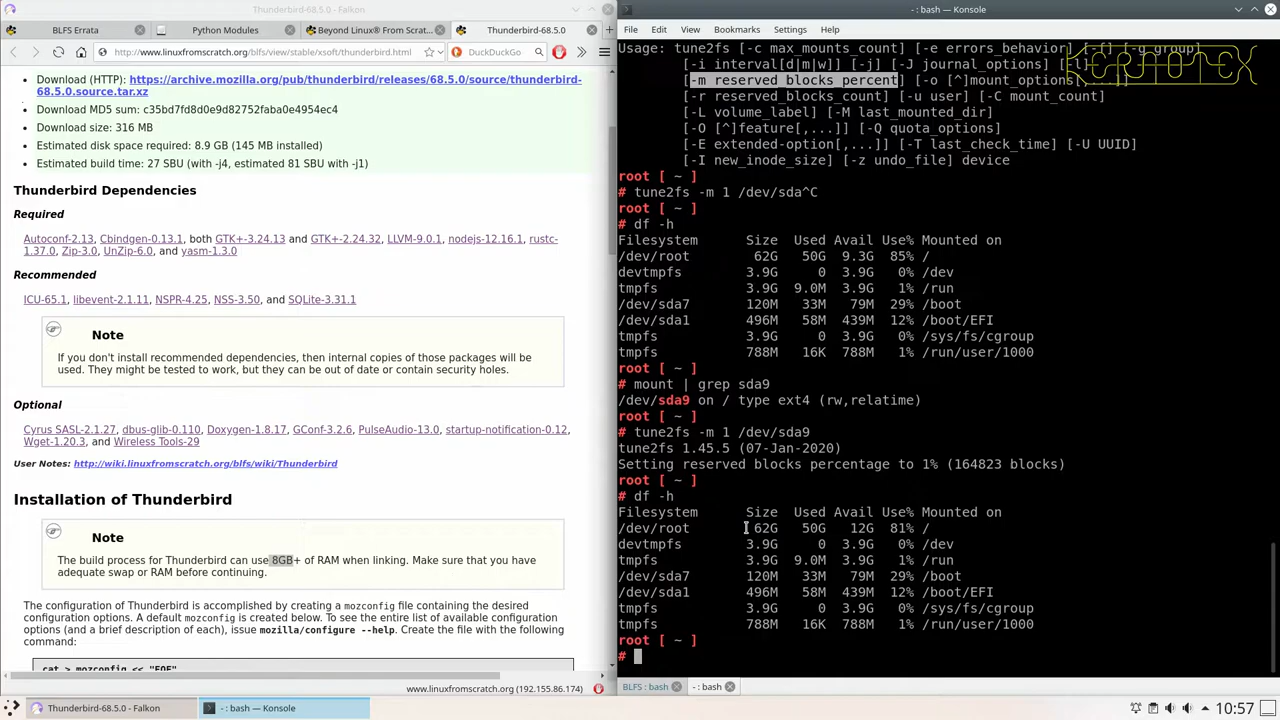 Thunderbird-68.5.0 - Falkon
BLFS Errata
Python Modules
Beyond Linux® From Scratch
Thunderbird-68.5.0
http://www.linuxfromscratch.org/blfs/view/stable/xsoft/thunderbird.html
DuckDuckGo
Download (HTTP): https://archive.mozilla.org/pub/thunderbird/releases/68.5.0/source/thunderbird-
68.5.0.source.tar.xz
Download MD5 sum: c35bd7fd8d0e9d82752faba0e4954ec4
Download size: 316 MB
Estimated disk space required: 8.9 GB (145 MB installed)
Estimated build time: 27 SBU (with -j4, estimated 81 SBU with -j1)
Thunderbird Dependencies
Required
Autoconf-2.13, Cbindgen-0.13.1, both GTK+-3.24.13 and GTK+-2.24.32, LLVM-9.0.1, nodejs-12.16.1, rustc-
1.37.0, Zip-3.0, UnZip-6.0, and yasm-1.3.0
Recommended
ICU-65.1, libevent-2.1.11, NSPR-4.25, NSS-3.50, and SQLite-3.31.1
Note
If you don't install recommended dependencies, then internal copies of those packages will be
used. They might be tested to work, but they can be out of date or contain security holes.
Optional
Cyrus SASL-2.1.27, dbus-glib-0.110, Doxygen-1.8.17, GConf-3.2.6, PulseAudio-13.0, startup-notification-0.12,
Wget-1.20.3, and Wireless Tools-29
User Notes: http://wiki.linuxfromscratch.org/blfs/wiki/Thunderbird
Installation of Thunderbird
Note
The build process for Thunderbird can use 8GB+ of RAM when linking. Make sure that you have
adequate swap or RAM before continuing.
The configuration of Thunderbird is accomplished by creating a mozconfig file containing the desired
configuration options. A default mozconfig is created below. To see the entire list of available configuration
options (and a brief description of each), issue mozilla/configure --help. Create the file with the following
command:
cat > mozconfig << "EOF"
www.linuxfromscratch.org (192.155.86.174)
- : bash — Konsole
File Edit View Bookmarks Settings Help
Usage: tune2fs [-c max_mounts_count] [-e errors_behavior] [-f] [-g group]
[-i interval[d|m|w]] [-j] [-J journal_options] [-l]
[-m reserved_blocks_percent] [-o [^]mount_options[,...]]
[-r reserved_blocks_count] [-u user] [-C mount_count]
[-L volume_label] [-M last_mounted_dir]
[-O [^]feature[,...]] [-Q quota_options]
[-E extended-option[,...]] [-T last_check_time] [-U UUID]
[-I new_inode_size] [-z undo_file] device
root [ ~ ]
# tune2fs -m 1 /dev/sda^C
root [ ~ ]
# df -h
Filesystem Size Used Avail Use% Mounted on
/dev/root 62G 50G 9.3G 85% /
devtmpfs 3.9G 0 3.9G 0% /dev
tmpfs 3.9G 9.0M 3.9G 1% /run
/dev/sda7 120M 33M 79M 29% /boot
/dev/sda1 496M 58M 439M 12% /boot/EFI
tmpfs 3.9G 0 3.9G 0% /sys/fs/cgroup
tmpfs 788M 16K 788M 1% /run/user/1000
root [ ~ ]
# mount | grep sda9
/dev/sda9 on / type ext4 (rw,relatime)
root [ ~ ]
# tune2fs -m 1 /dev/sda9
tune2fs 1.45.5 (07-Jan-2020)
Setting reserved blocks percentage to 1% (164823 blocks)
root [ ~ ]
# df -h
Filesystem Size Used Avail Use% Mounted on
/dev/root 62G 50G 12G 81% /
devtmpfs 3.9G 0 3.9G 0% /dev
tmpfs 3.9G 9.0M 3.9G 1% /run
/dev/sda7 120M 33M 79M 29% /boot
/dev/sda1 496M 58M 439M 12% /boot/EFI
tmpfs 3.9G 0 3.9G 0% /sys/fs/cgroup
tmpfs 788M 16K 788M 1% /run/user/1000
root [ ~ ]
#
BLFS : bash
- : bash
Thunderbird-68.5.0 - Falkon
- : bash — Konsole
10:57